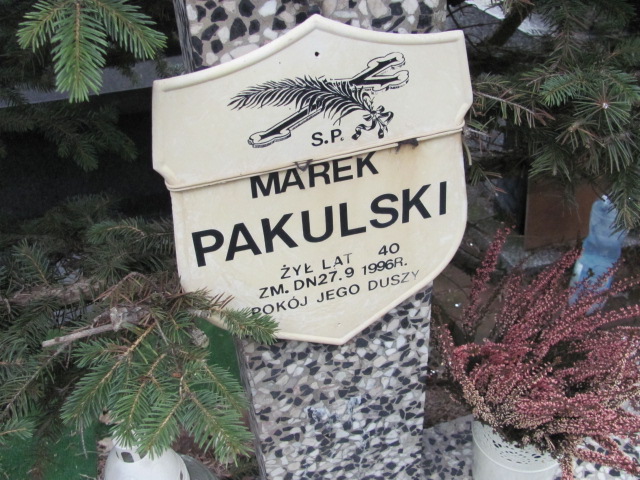 S.P.
MAREK
PAKULSKI
ŻYŁ LAT 40
ZM. DN27.9 1996R.
POKÓJ JEGO DUSZY